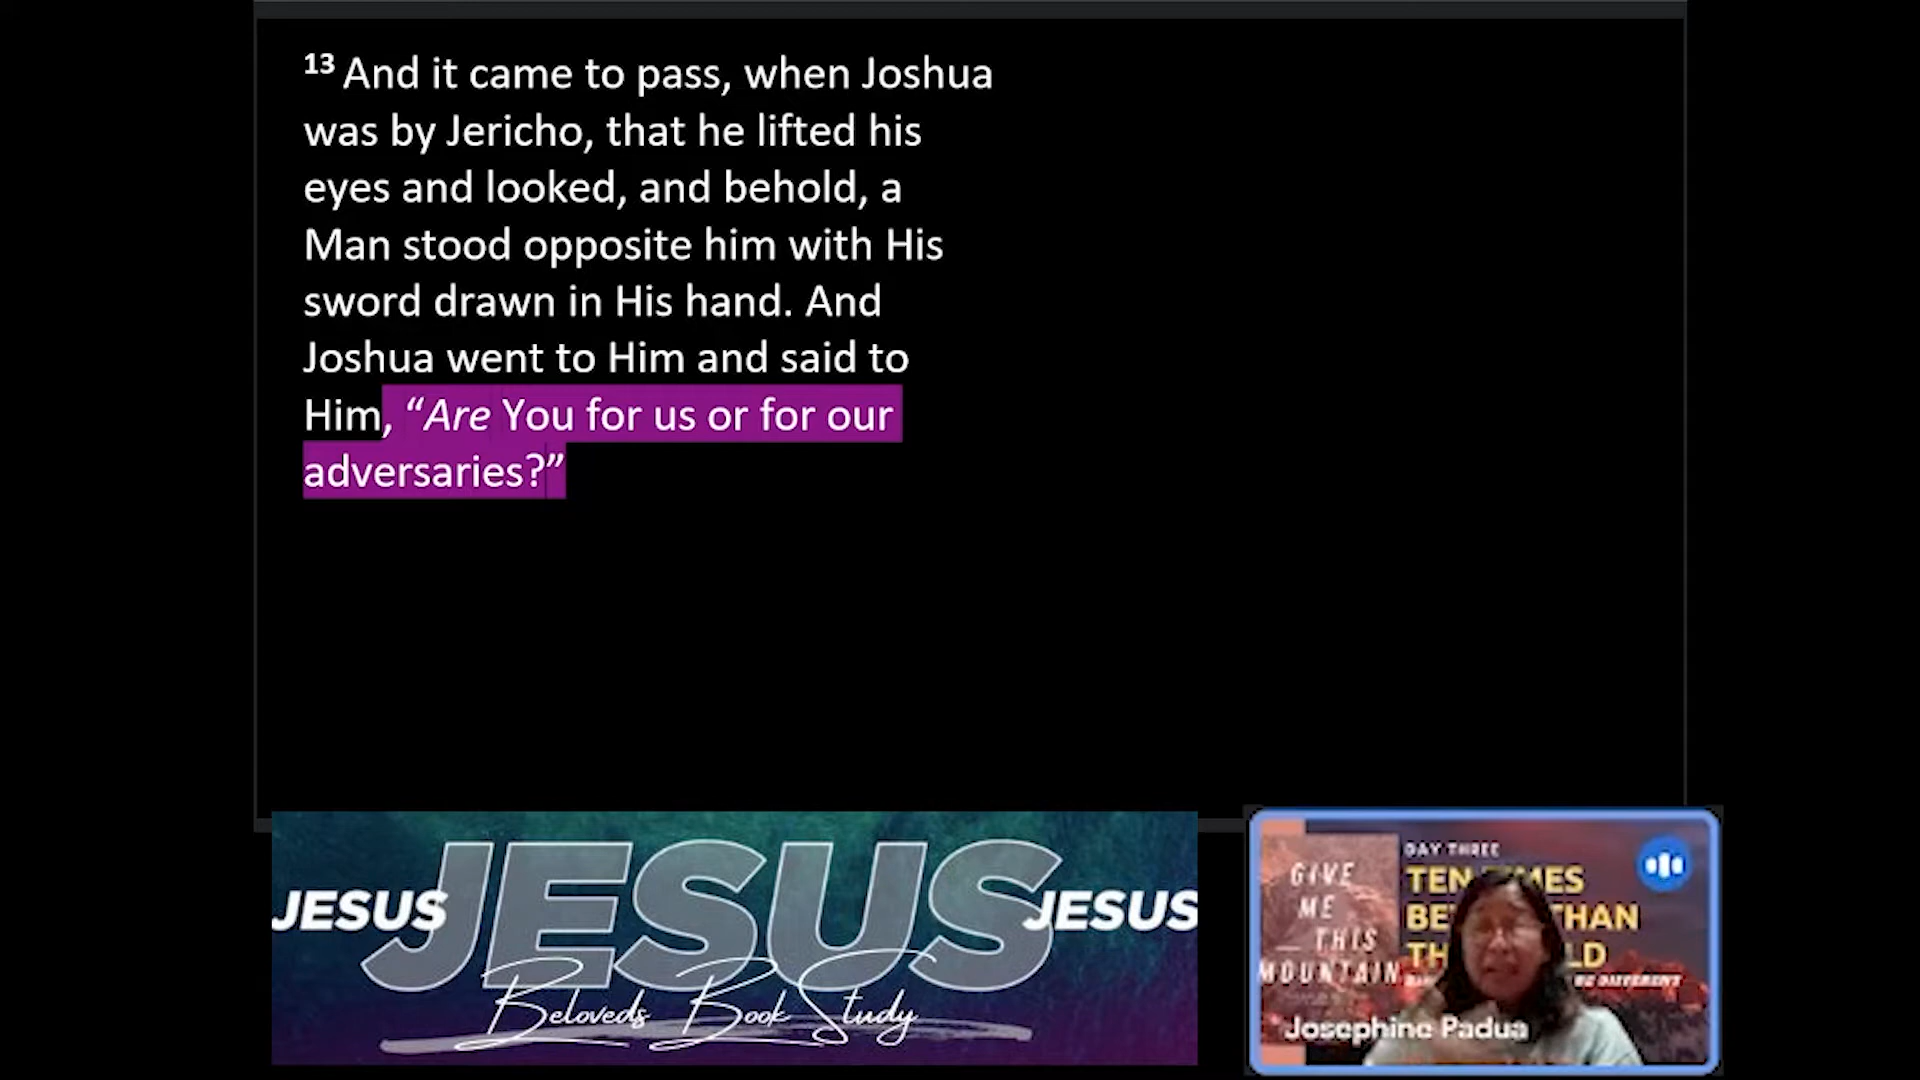 13 And it came to pass, when Joshua
was by Jericho, that he lifted his
eyes and looked, and behold, a
Man stood opposite him with His
sword drawn in His hand. And
Joshua went to Him and said to
Him, “Are You for us or for our
adversaries?”
JESUS JESUS JESUS
Beloveds Book Study
GIVE
ME
THIS
MOUNTAIN
DAY THREE
TEN TIMES
THAN
BE DIFFERENT
Josephine Padua